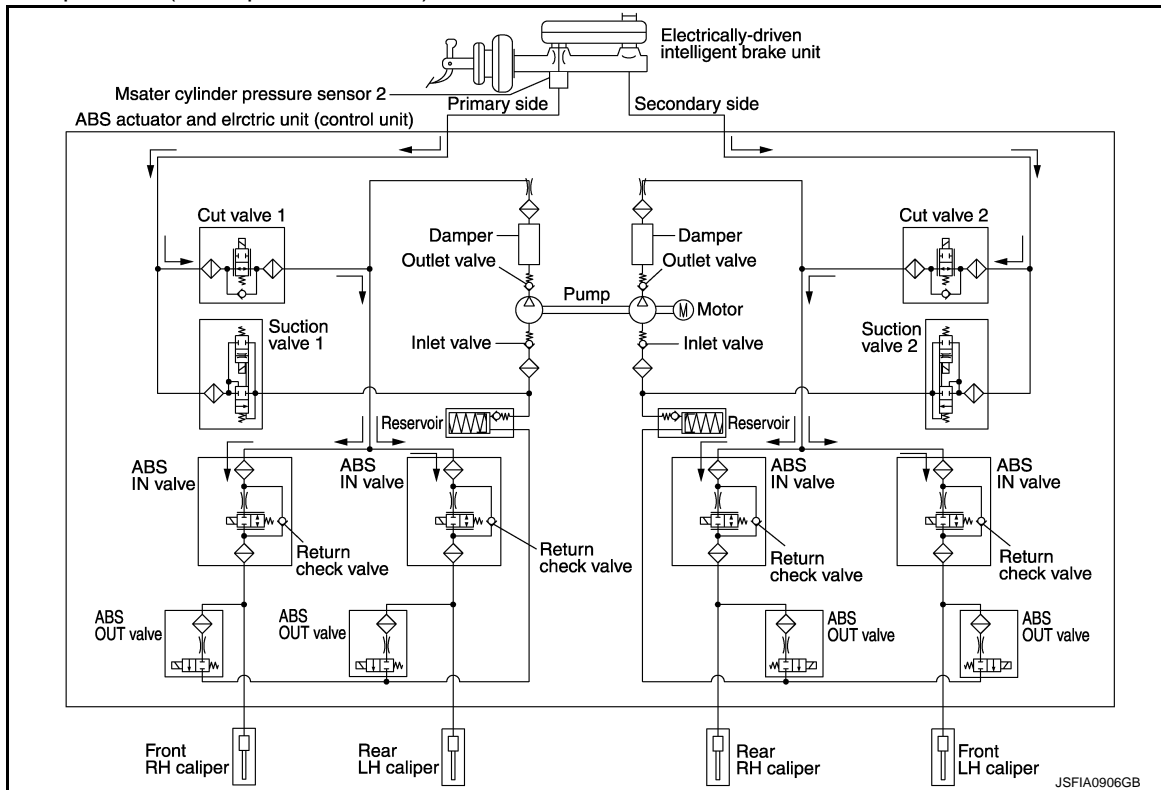 Electrically-driven
intelligent brake unit
Msater cylinder pressure sensor 2
Primary side
Secondary side
ABS actuator and elrctric unit (control unit)
Cut valve 1
Cut valve 2
Damper
Damper
Outlet valve
Outlet valve
Pump
M
Motor
Suction
valve 1
Suction
valve 2
Inlet valve
Inlet valve
Reservoir
Reservoir
ABS
IN valve
ABS
IN valve
ABS
IN valve
ABS
IN valve
Return
check valve
Return
check valve
Return
check valve
Return
check valve
ABS
OUT valve
ABS
OUT valve
ABS
OUT valve
ABS
OUT valve
Front
RH caliper
Rear
LH caliper
Rear
RH caliper
Front
LH caliper
JSFIA0906GB